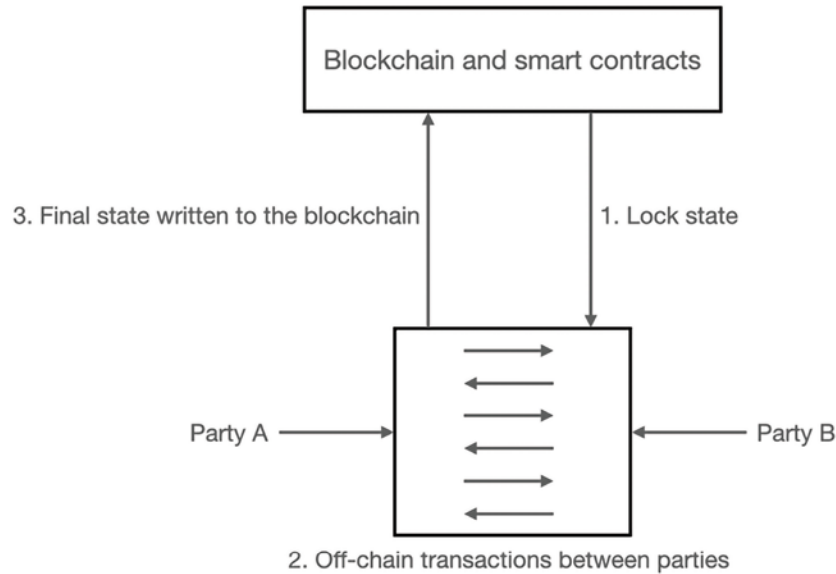 Blockchain and smart contracts
3. Final state written to the blockchain
1. Lock state
Party A
Party B
2. Off-chain transactions between parties